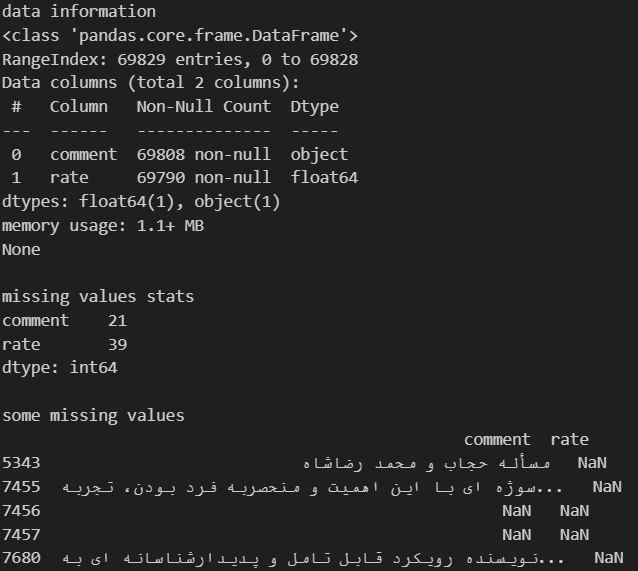 data information
<class 'pandas.core.frame.DataFrame'>
RangeIndex: 69829 entries, 0 to 69828
Data columns (total 2 columns):
 #   Column   Non-Null Count  Dtype
---  ------   --------------  -----
 0   comment  69808 non-null  object
 1   rate     69790 non-null  float64
dtypes: float64(1), object(1)
memory usage: 1.1+ MB
None

missing values stats
comment    21
rate       39
dtype: int64

some missing values
comment  rate
5343  مسأله حجاب و محمد رضاشاه  NaN
7455  سوژه ای با این اهمیت و منحصربه فرد بودن، تجربه...  NaN
7456  NaN  NaN
7457  NaN  NaN
7680  نویسنده رویکرد قابل تامل و پدیدارشناسانه ای به...  NaN